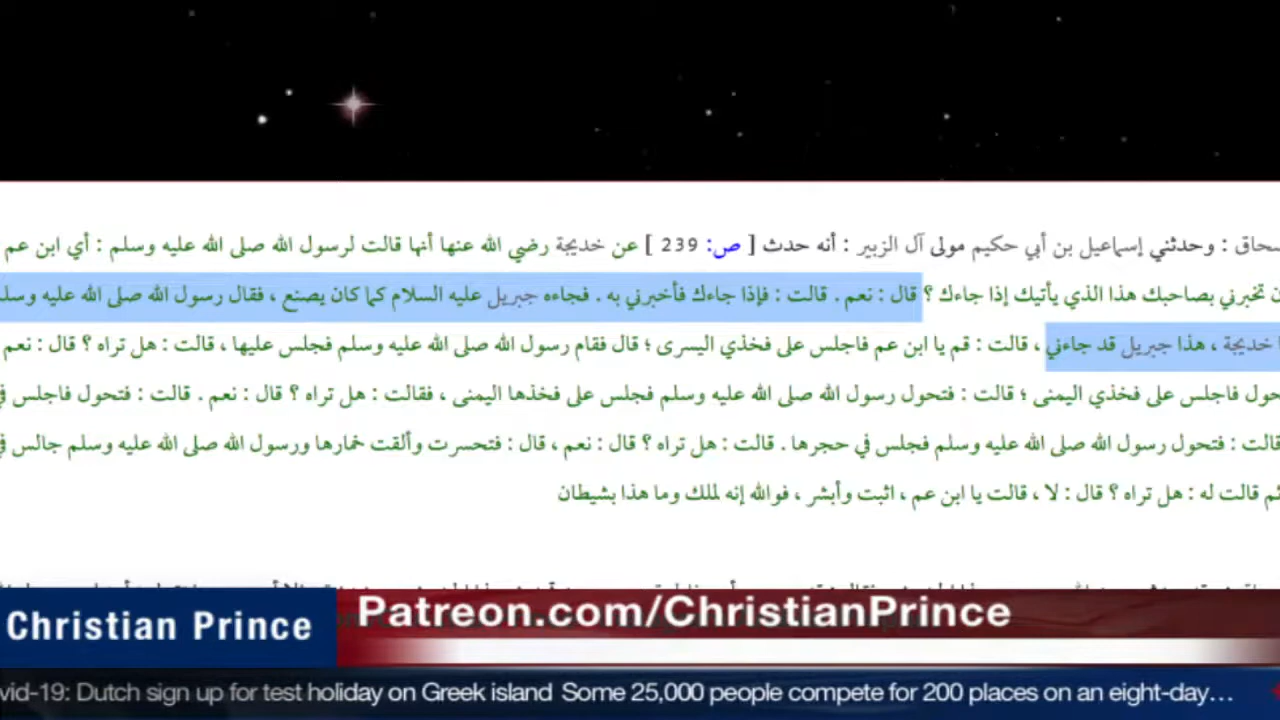 سحاق : وحدثني إسماعيل بن أبي حكيم مولى آل الزبير : أنه حدث [ ص: 239 ] عن خديجة رضي الله عنها أنها قالت لرسول الله صلى الله عليه وسلم : أي ابن عم
ن تخبرني بصاحبك هذا الذي يأتيك إذا جاءك ؟ قال : نعم . قالت : فإذا جاءك فأخبرني به . فجاءه جبريل عليه السلام كما كان يصنع ، فقال رسول الله صلى الله عليه وسل
ا خديجة ، هذا جبريل قد جاءني ، قالت : قم يا ابن عم فاجلس على فخذي اليسرى ؛ قال فقام رسول الله صلى الله عليه وسلم فجلس عليها ، قالت : هل تراه ؟ قال : نعم
حول فاجلس على فخذي اليمنى ؛ قالت : فتحول رسول الله صلى الله عليه وسلم فجلس على فخذها اليمنى ، فقالت : هل تراه ؟ قال : نعم . قالت : فتحول فاجلس في
قالت : فتحول رسول الله صلى الله عليه وسلم فجلس في حجرها . قالت : هل تراه ؟ قال : نعم ، قال : فتحسرت وألقت خمارها ورسول الله صلى الله عليه وسلم جالس في
ثم قالت له : هل تراه ؟ قال : لا ، قالت يا ابن عم ، اثبت وأبشر ، فوالله إنه لملك وما هذا بشيطان
Patreon.com/ChristianPrince
Christian Prince
vid-19: Dutch sign up for test holiday on Greek island Some 25,000 people compete for 200 places on an eight-day…